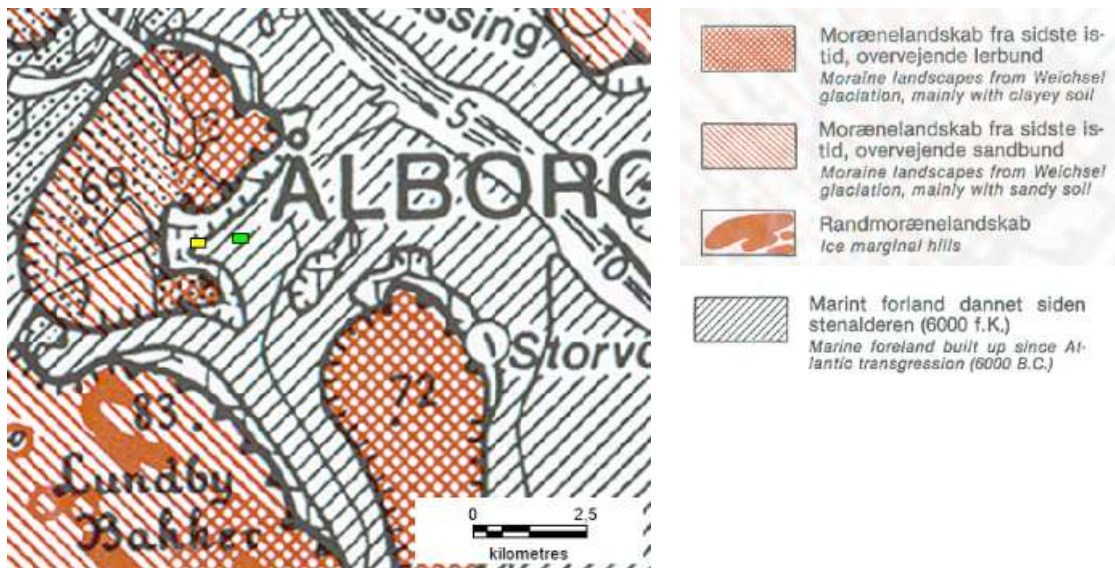 ssing
5
ÅLBORG
69
10
Storvo
72
83.
Lundby
Bakker
0 2,5
kilometres
Morænelandskab fra sidste is-
tid, overvejende lerbund
Moraine landscapes from Weichsel
glaciation, mainly with clayey soil
Morænelandskab fra sidste is-
tid, overvejende sandbund
Moraine landscapes from Weichsel
glaciation, mainly with sandy soil
Randmorænelandskab
Ice marginal hills
Marint forland dannet siden
stenalderen (6000 f.K.)
Marine foreland built up since At-
lantic transgression (6000 B.C.)